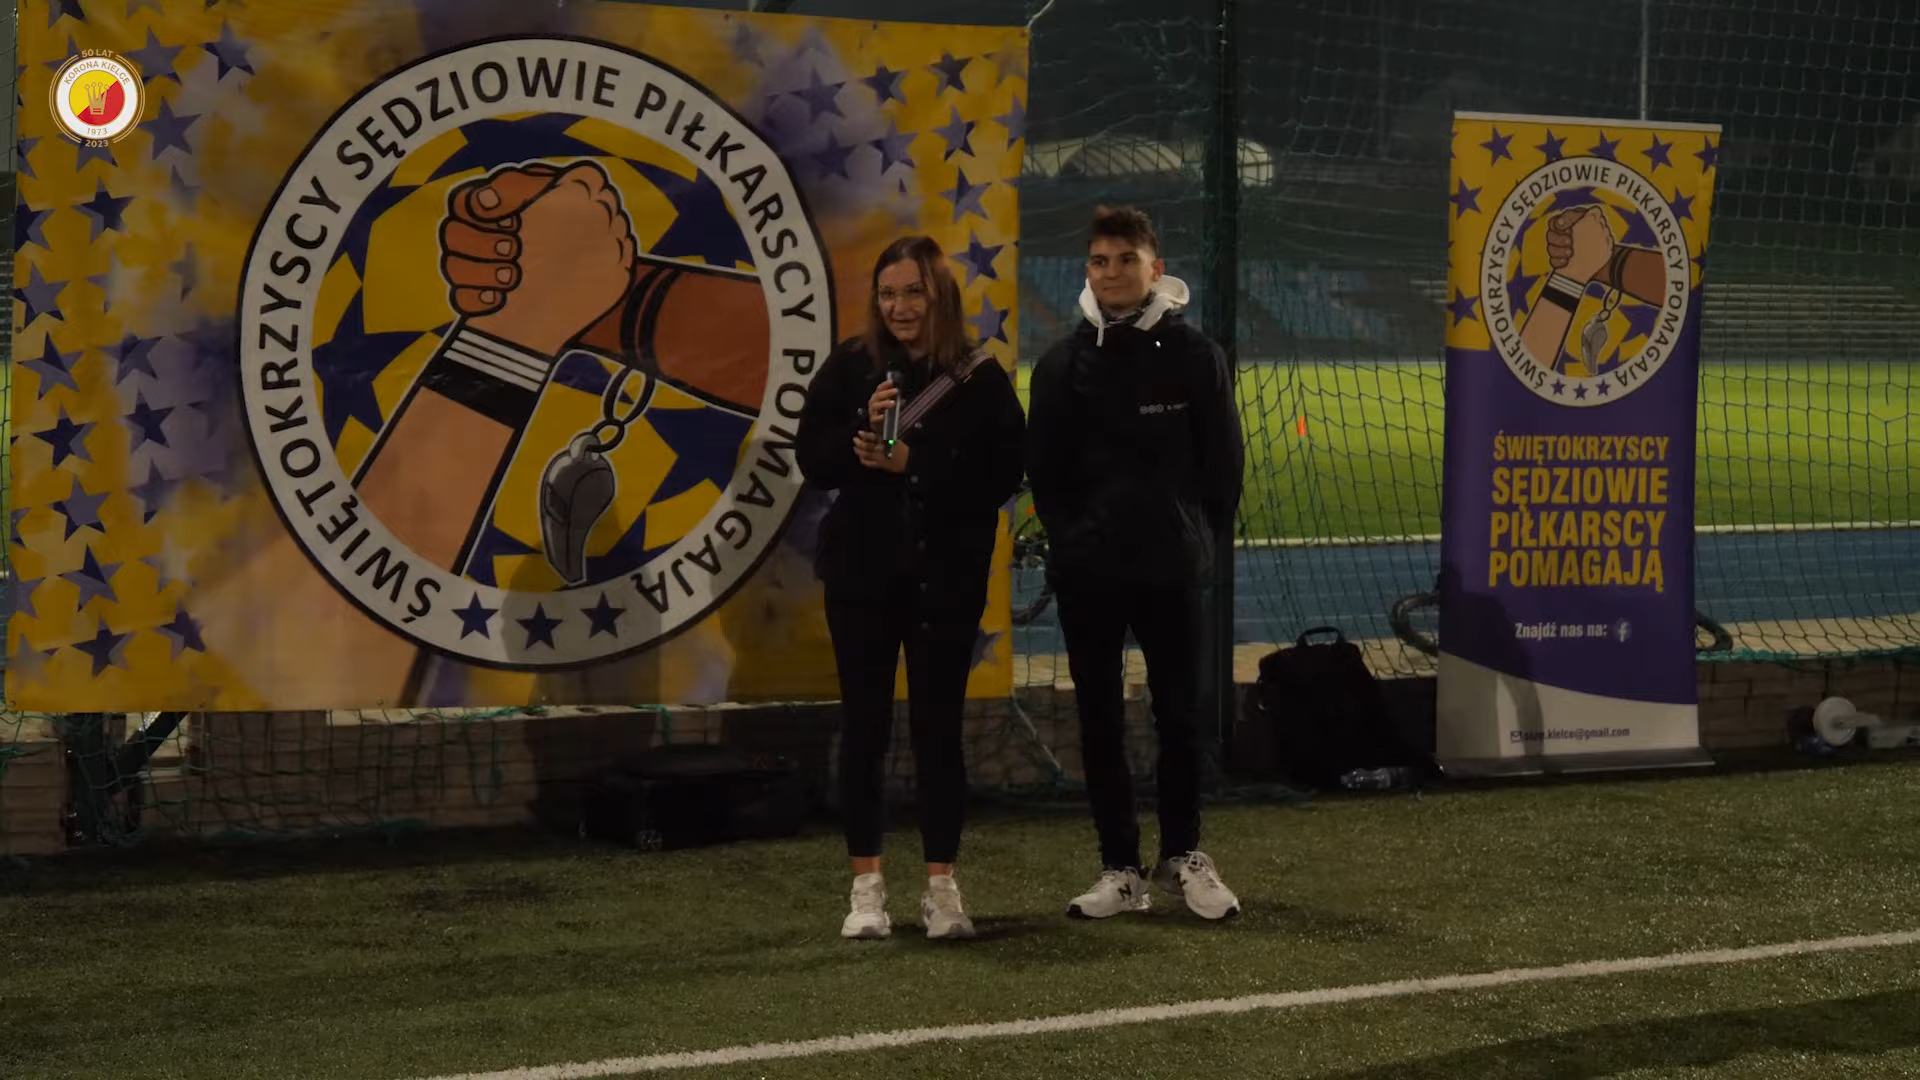 50 LAT
KORONA KIELCE
1973
2023
ŚWIĘTOKRZYSCY SĘDZIOWIE PIŁKARSCY POMAGAJĄ
ŚWIĘTOKRZYSCY SĘDZIOWIE PIŁKARSCY POMAGAJĄ
ŚWIĘTOKRZYSCY
SĘDZIOWIE
PIŁKARSCY
POMAGAJĄ
Znajdź nas na: f